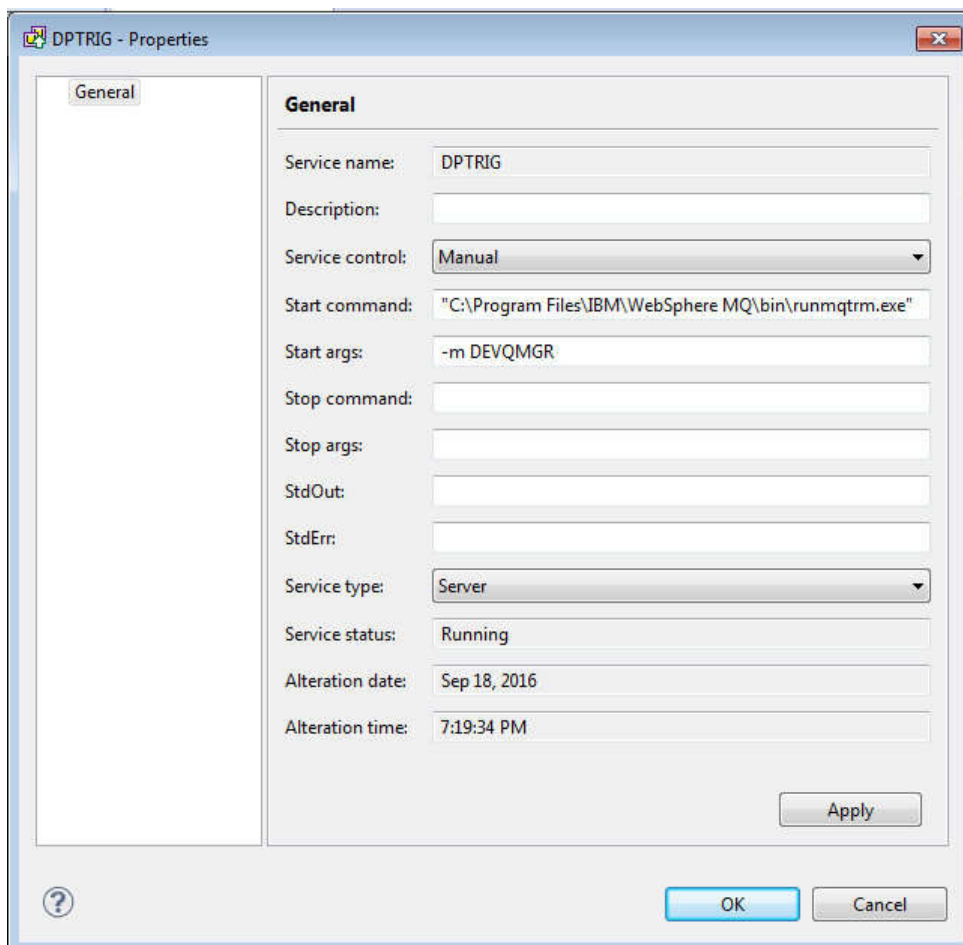 DPTRIG - Properties
General
General
Service name: DPTRIG
Description:
Service control: Manual
Start command: "C:\Program Files\IBM\WebSphere MQ\bin\runmqtrm.exe"
Start args: -m DEVQMGR
Stop command:
Stop args:
StdOut:
StdErr:
Service type: Server
Service status: Running
Alteration date: Sep 18, 2016
Alteration time: 7:19:34 PM
Apply
?
OK Cancel